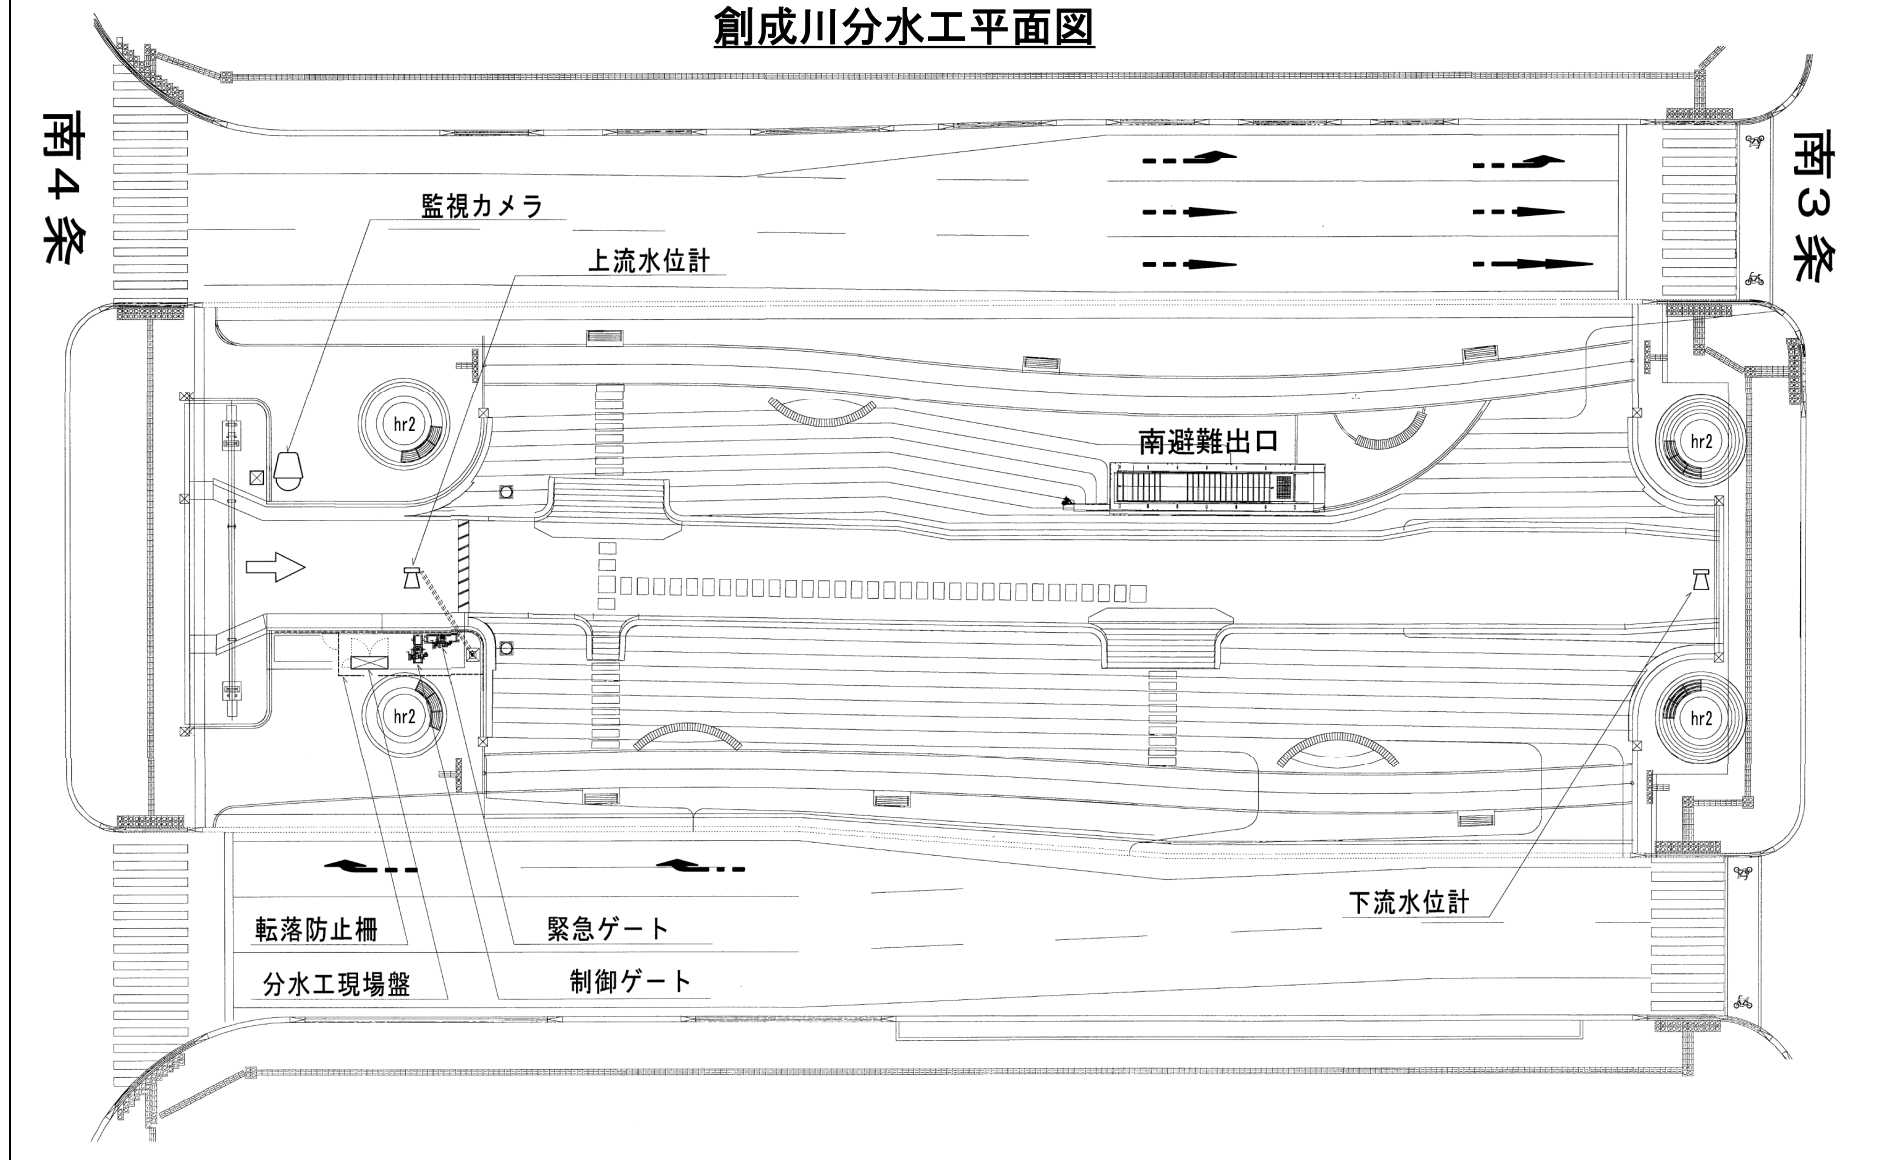 創成川分水工平面図
南4条
南3条
監視カメラ
上流水位計
hr2
南避難出口
hr2
hr2
hr2
下流水位計
転落防止柵
緊急ゲート
分水工現場盤
制御ゲート